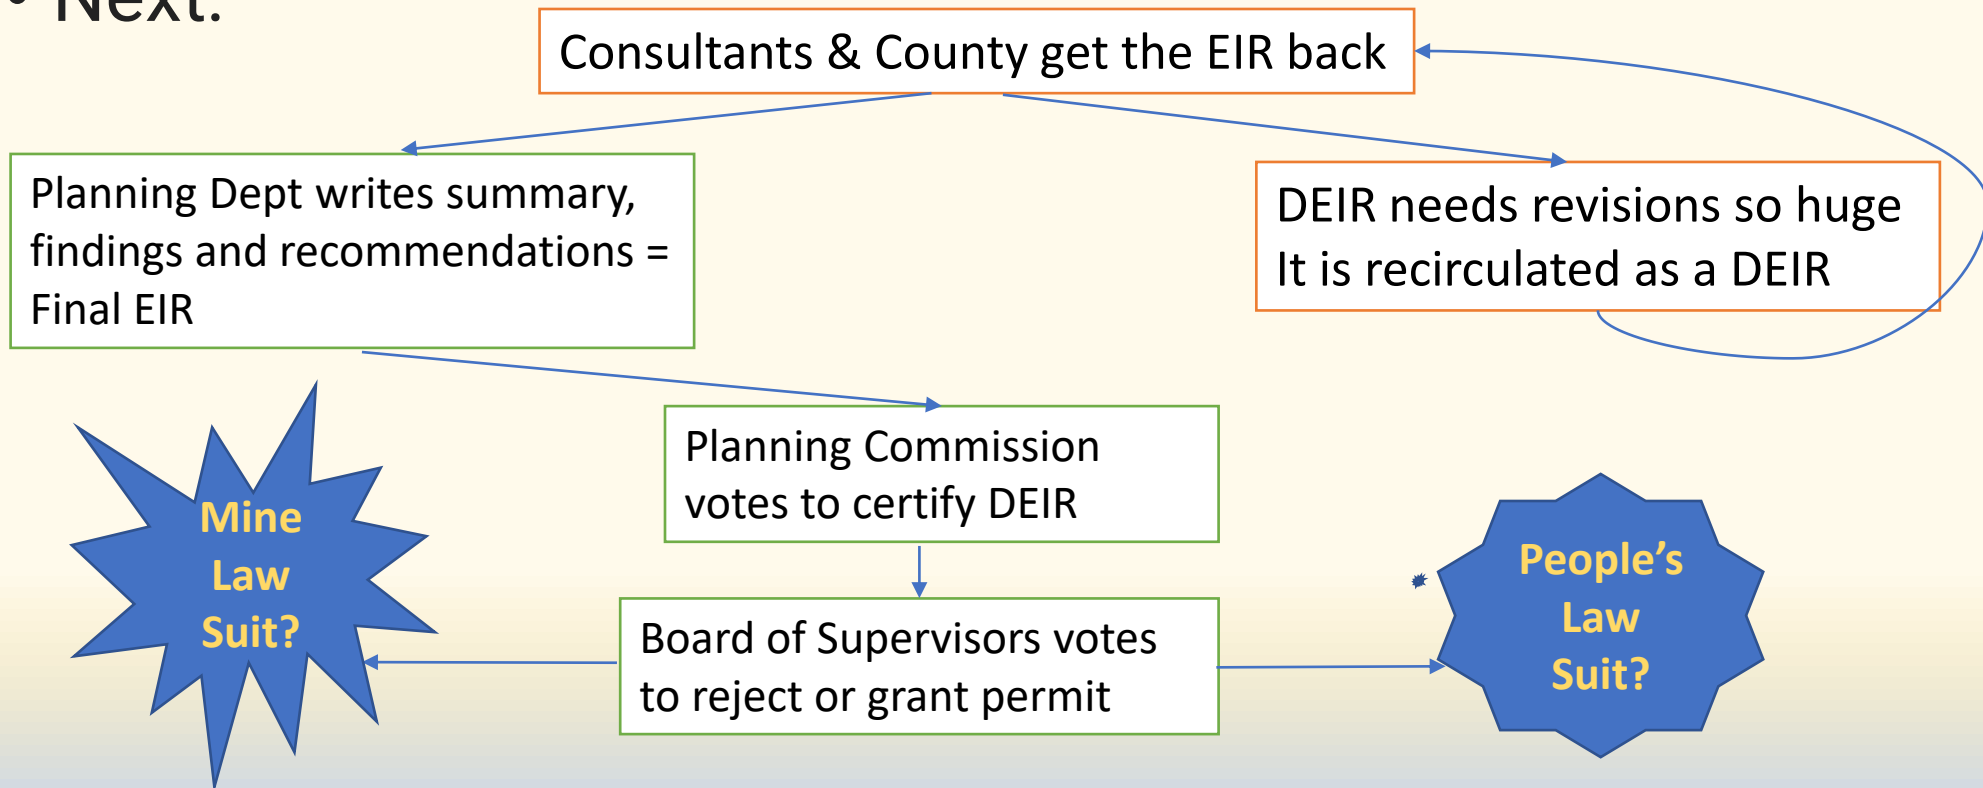 • Next:
Consultants & County get the EIR back
Planning Dept writes summary,
findings and recommendations =
Final EIR
DEIR needs revisions so huge
It is recirculated as a DEIR
Planning Commission
votes to certify DEIR
Mine
Law
Suit?
People’s
Law
Suit?
Board of Supervisors votes
to reject or grant permit